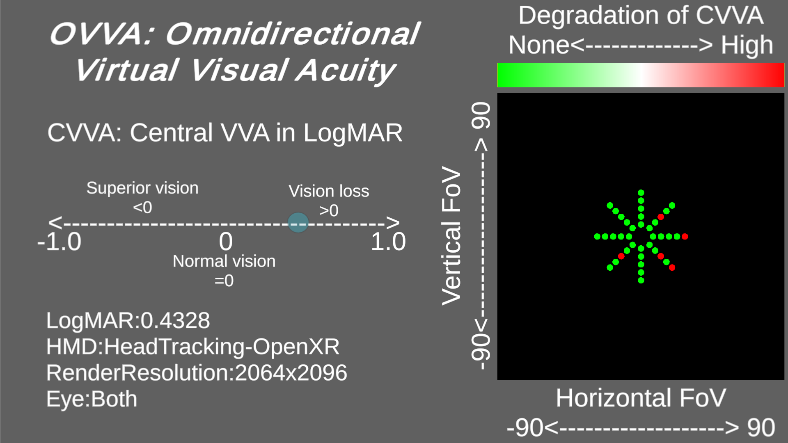 OVVA: Omnidirectional
Virtual Visual Acuity
CVVA: Central VVA in LogMAR
Superior vision
<0
Vision loss
>0
<-------------------------------------->
-1.0 0 1.0
Normal vision
=0
LogMAR:0.4328
HMD:HeadTracking-OpenXR
RenderResolution:2064x2096
Eye:Both
Degradation of CVVA
None<-------------> High
Vertical FoV
-90<-------------------> 90
Horizontal FoV
-90<-------------------> 90